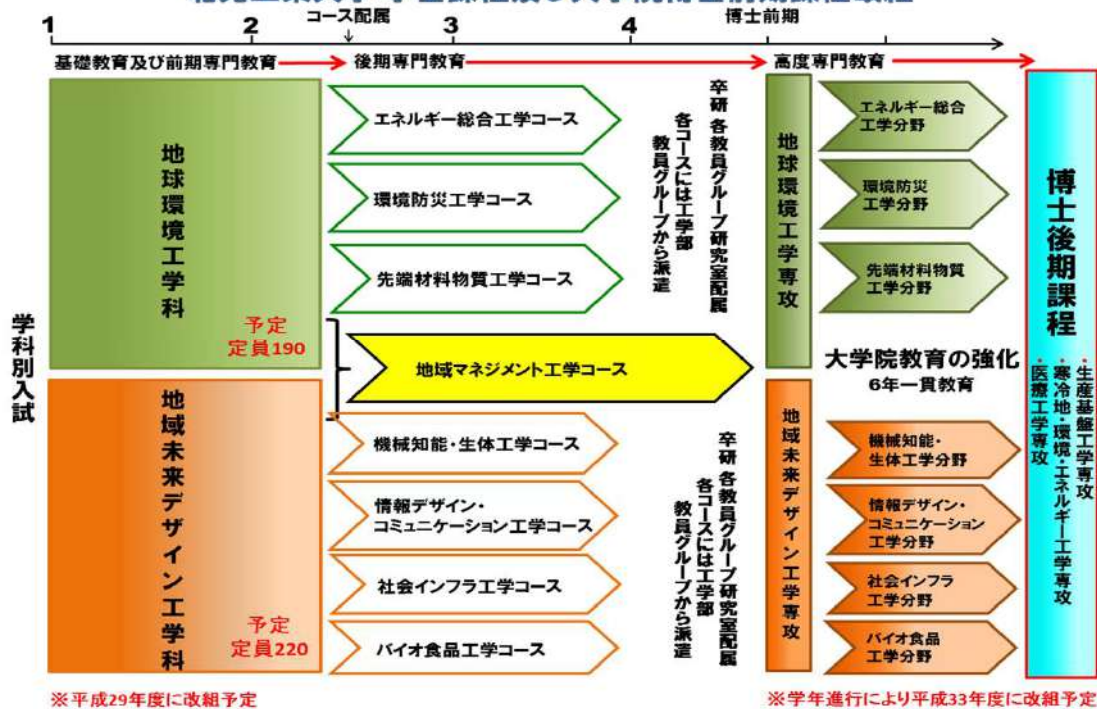 1
2
コース配属
3
4
博士前期
基礎教育及び前期専門教育
後期専門教育
高度専門教育
学科別入試
地球環境工学科
予定
定員190
エネルギー総合工学コース
環境防災工学コース
先端材料物質工学コース
卒研 各教員グループ研究室配属
各コースには工学部
教員グループから派遣
地球環境工学専攻
エネルギー総合
工学分野
環境防災
工学分野
先端材料物質
工学分野
地域マネジメント工学コース
大学院教育の強化
6年一貫教育
地域未来デザイン工学科
予定
定員220
機械知能・生体工学コース
情報デザイン・
コミュニケーション工学コース
社会インフラ工学コース
バイオ食品工学コース
卒研 各教員グループ研究室配属
各コースには工学部
教員グループから派遣
地域未来デザイン工学専攻
機械知能・
生体工学分野
情報デザイン・
コミュニケーション
工学分野
社会インフラ
工学分野
バイオ食品
工学分野
博士後期課程
・生産基盤工学専攻
・寒冷地・環境・エネルギー工学専攻
・医療工学専攻
※平成29年度に改組予定
※学年進行により平成33年度に改組予定